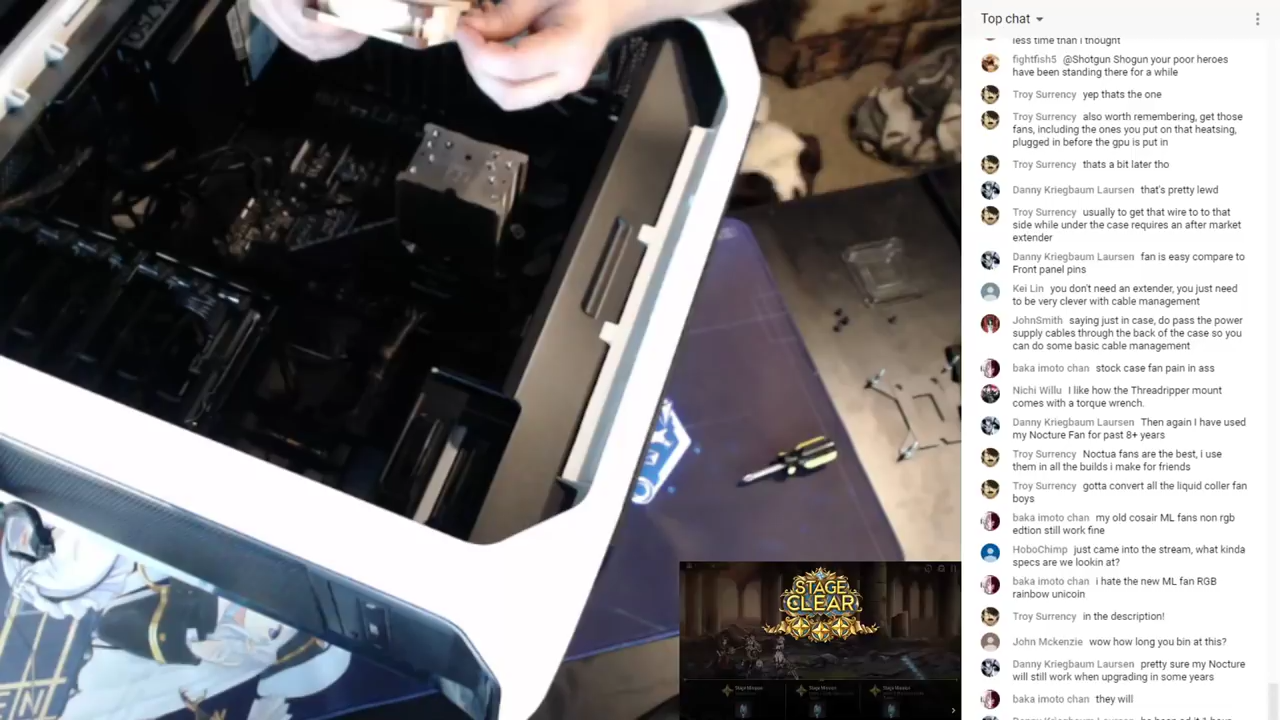 Top chat
less time than i thought
fightfish5 @Shotgun Shogun your poor heroes
have been standing there for a while
Troy Surrency yep thats the one
Troy Surrency also worth remembering, get those
fans, including the ones you put on that heatsing,
plugged in before the gpu is put in
Troy Surrency thats a bit later tho
Danny Kriegbaum Laursen that's pretty lewd
Troy Surrency usually to get that wire to to that
side while under the case requires an after market
extender
Danny Kriegbaum Laursen fan is easy compare to
Front panel pins
Kei Lin you don't need an extender, you just need
to be very clever with cable management
JohnSmith saying just in case, do pass the power
supply cables through the back of the case so you
can do some basic cable management
baka imoto chan stock case fan pain in ass
Nichi Willu I like how the Threadripper mount
comes with a torque wrench.
Danny Kriegbaum Laursen Then again I have used
my Nocture Fan for past 8+ years
Troy Surrency Noctua fans are the best, i use
them in all the builds i make for friends
Troy Surrency gotta convert all the liquid coller fan
boys
baka imoto chan my old cosair ML fans non rgb
edtion still work fine
HoboChimp just came into the stream, what kinda
specs are we lookin at?
baka imoto chan i hate the new ML fan RGB
rainbow unicoin
Troy Surrency in the description!
John Mckenzie wow how long you bin at this?
Danny Kriegbaum Laursen pretty sure my Nocture
will still work when upgrading in some years
baka imoto chan they will
STAGE
CLEAR